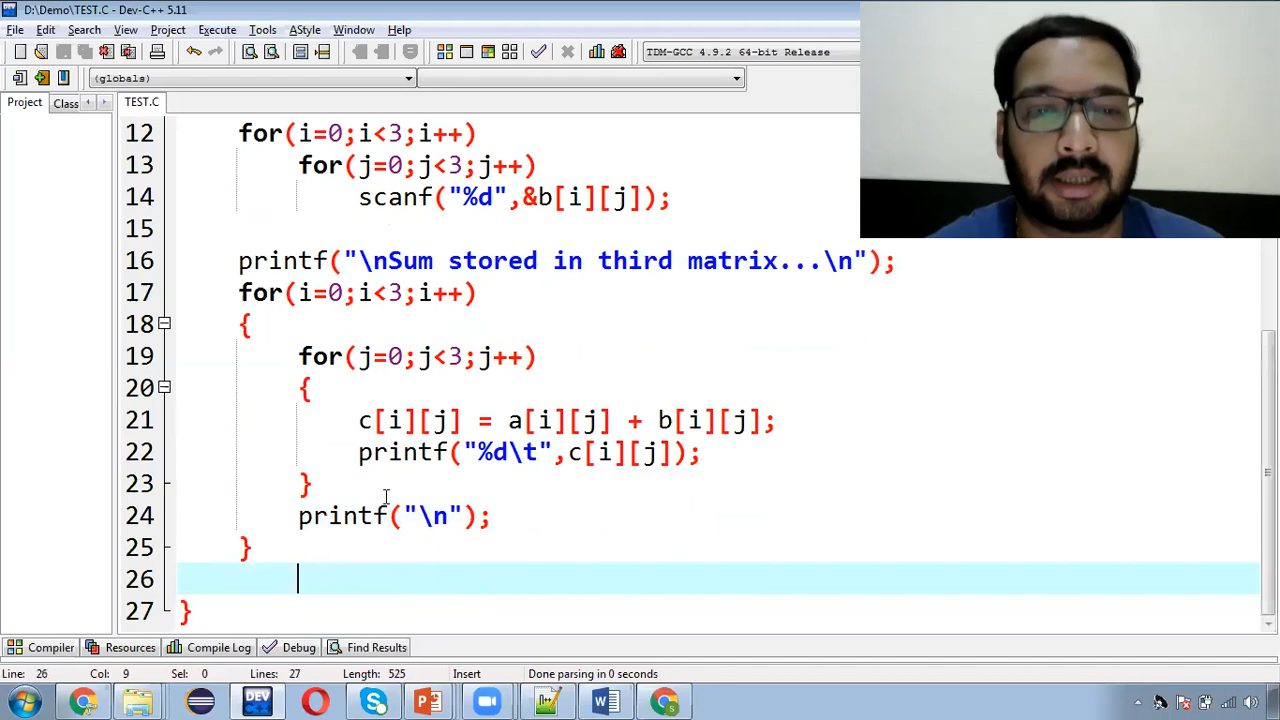 D:\Demo\TEST.C - Dev-C++ 5.11
File Edit Search View Project Execute Tools AStyle Window Help
TDM-GCC 4.9.2 64-bit Release
(globals)
Project Class TEST.C
12 for(i=0;i<3;i++)
13 for(j=0;j<3;j++)
14 scanf("%d",&b[i][j]);
15
16 printf("\nSum stored in third matrix...\n");
17 for(i=0;i<3;i++)
18 {
19 for(j=0;j<3;j++)
20 {
21 c[i][j] = a[i][j] + b[i][j];
22 printf("%d\t",c[i][j]);
23 }
24 printf("\n");
25 }
26
27 }
Compiler Resources Compile Log Debug Find Results
Line: 26 Col: 9 Sel: 0 Lines: 27 Length: 525 Insert Done parsing in 0 seconds
DEV C++